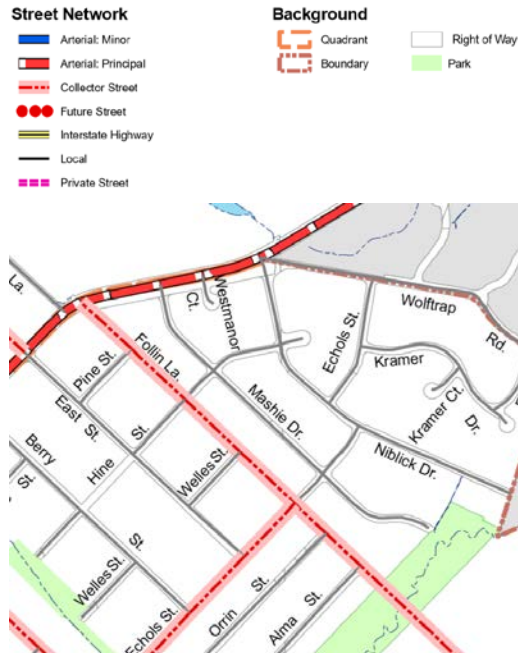 Street Network
Arterial: Minor
Arterial: Principal
Collector Street
Future Street
Interstate Highway
Local
Private Street
Background
Quadrant
Boundary
Right of Way
Park
La.
Westmanor
Ct.
Wolftrap
Rd.
Echols St.
Follin La.
Pine St.
Kramer
Kramer Ct.
Dr.
Mashie Dr.
East St.
Berry
St.
Hine
St.
Niblick Dr.
Welles St.
St.
Welles St.
Echols St.
Orrin
St.
Alma
St.